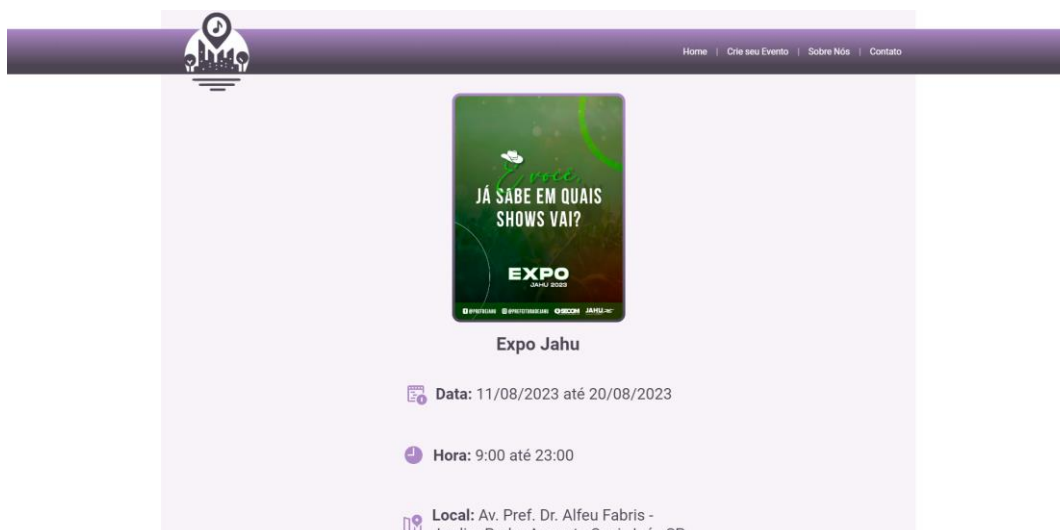 Home | Crie seu Evento | Sobre Nós | Contato
E você,
JÁ SABE EM QUAIS
SHOWS VAI?
EXPO
JAHU 2023
SECOM JAHU
Expo Jahu
Data: 11/08/2023 até 20/08/2023
Hora: 9:00 até 23:00
Local: Av. Pref. Dr. Alfeu Fabris -